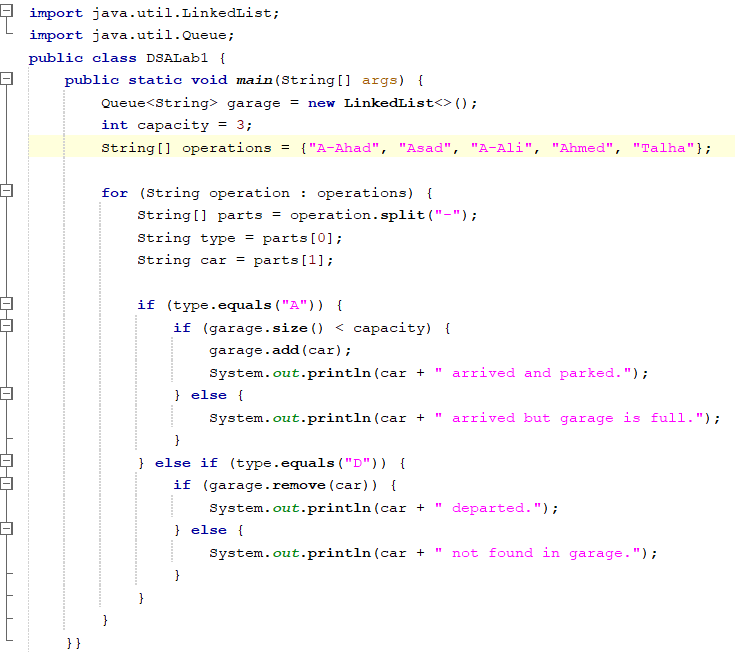 import java.util.LinkedList;
import java.util.Queue;
public class DSALab1 {
    public static void main(String[] args) {
        Queue<String> garage = new LinkedList<>();
        int capacity = 3;
        String[] operations = {"A-Ahad", "Asad", "A-Ali", "Ahmed", "Talha"};

        for (String operation : operations) {
            String[] parts = operation.split("-");
            String type = parts[0];
            String car = parts[1];

            if (type.equals("A")) {
                if (garage.size() < capacity) {
                    garage.add(car);
                    System.out.println(car + " arrived and parked.");
                } else {
                    System.out.println(car + " arrived but garage is full.");
                }
            } else if (type.equals("D")) {
                if (garage.remove(car)) {
                    System.out.println(car + " departed.");
                } else {
                    System.out.println(car + " not found in garage.");
                }
            }
        }
    }}